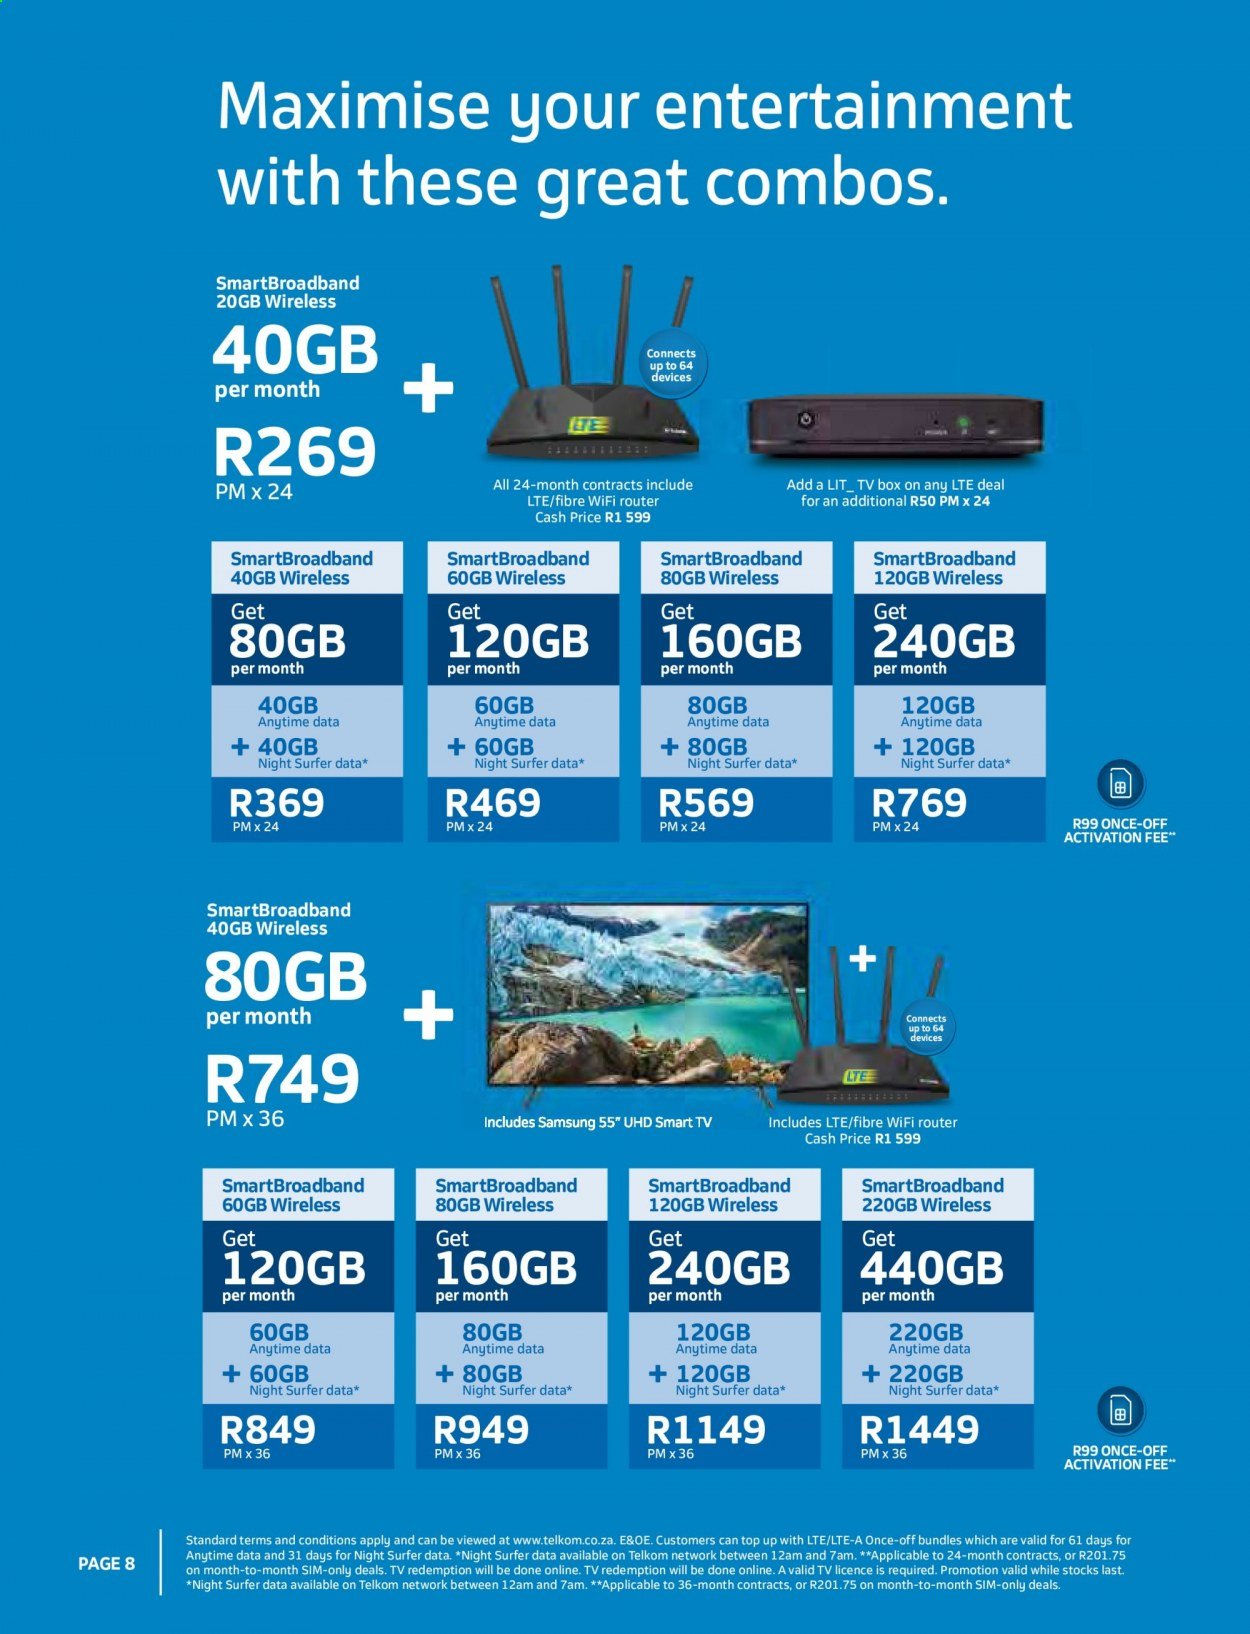 Maximise your entertainment
with these great combos.
SmartBroadband
20GB Wireless
40GB
per month
R269
PM x 24
Connects
up to 64
devices
LTE
All 24-month contracts include
LTE/fibre WiFi router
Cash Price R1 599
Add a LIT_ TV box on any LTE deal
for an additional R50 PM x 24
SmartBroadband
40GB Wireless
Get
80GB
per month
40GB
Anytime data
+ 40GB
Night Surfer data*
R369
PM x 24
SmartBroadband
60GB Wireless
Get
120GB
per month
60GB
Anytime data
+ 60GB
Night Surfer data*
R469
PM x 24
SmartBroadband
80GB Wireless
Get
160GB
per month
80GB
Anytime data
+ 80GB
Night Surfer data*
R569
PM x 24
SmartBroadband
120GB Wireless
Get
240GB
per month
120GB
Anytime data
+ 120GB
Night Surfer data*
R769
PM x 24
R99 ONCE-OFF
ACTIVATION FEE**
SmartBroadband
40GB Wireless
80GB
per month
R749
PM x 36
+
+
Connects
up to 64
devices
LTE
Includes Samsung 55" UHD Smart TV
Includes LTE/fibre WiFi router
Cash Price R1 599
SmartBroadband
60GB Wireless
Get
120GB
per month
60GB
Anytime data
+ 60GB
Night Surfer data*
R849
PM x 36
SmartBroadband
80GB Wireless
Get
160GB
per month
80GB
Anytime data
+ 80GB
Night Surfer data*
R949
PM x 36
SmartBroadband
120GB Wireless
Get
240GB
per month
120GB
Anytime data
+ 120GB
Night Surfer data*
R1149
PM x 36
SmartBroadband
220GB Wireless
Get
440GB
per month
220GB
Anytime data
+ 220GB
Night Surfer data*
R1449
PM x 36
R99 ONCE-OFF
ACTIVATION FEE**
PAGE 8
Standard terms and conditions apply and can be viewed at www.telkom.co.za. E&OE. Customers can top up with LTE/LTE-A Once-off bundles which are valid for 61 days for
Anytime data and 31 days for Night Surfer data. *Night Surfer data available on Telkom network between 12am and 7am. **Applicable to 24-month contracts, or R201.75
on month-to-month SIM-only deals. TV redemption will be done online. TV redemption will be done online. A valid TV licence is required. Promotion valid while stocks last.
*Night Surfer data available on Telkom network between 12am and 7am. **Applicable to 36-month contracts, or R201.75 on month-to-month SIM-only deals.